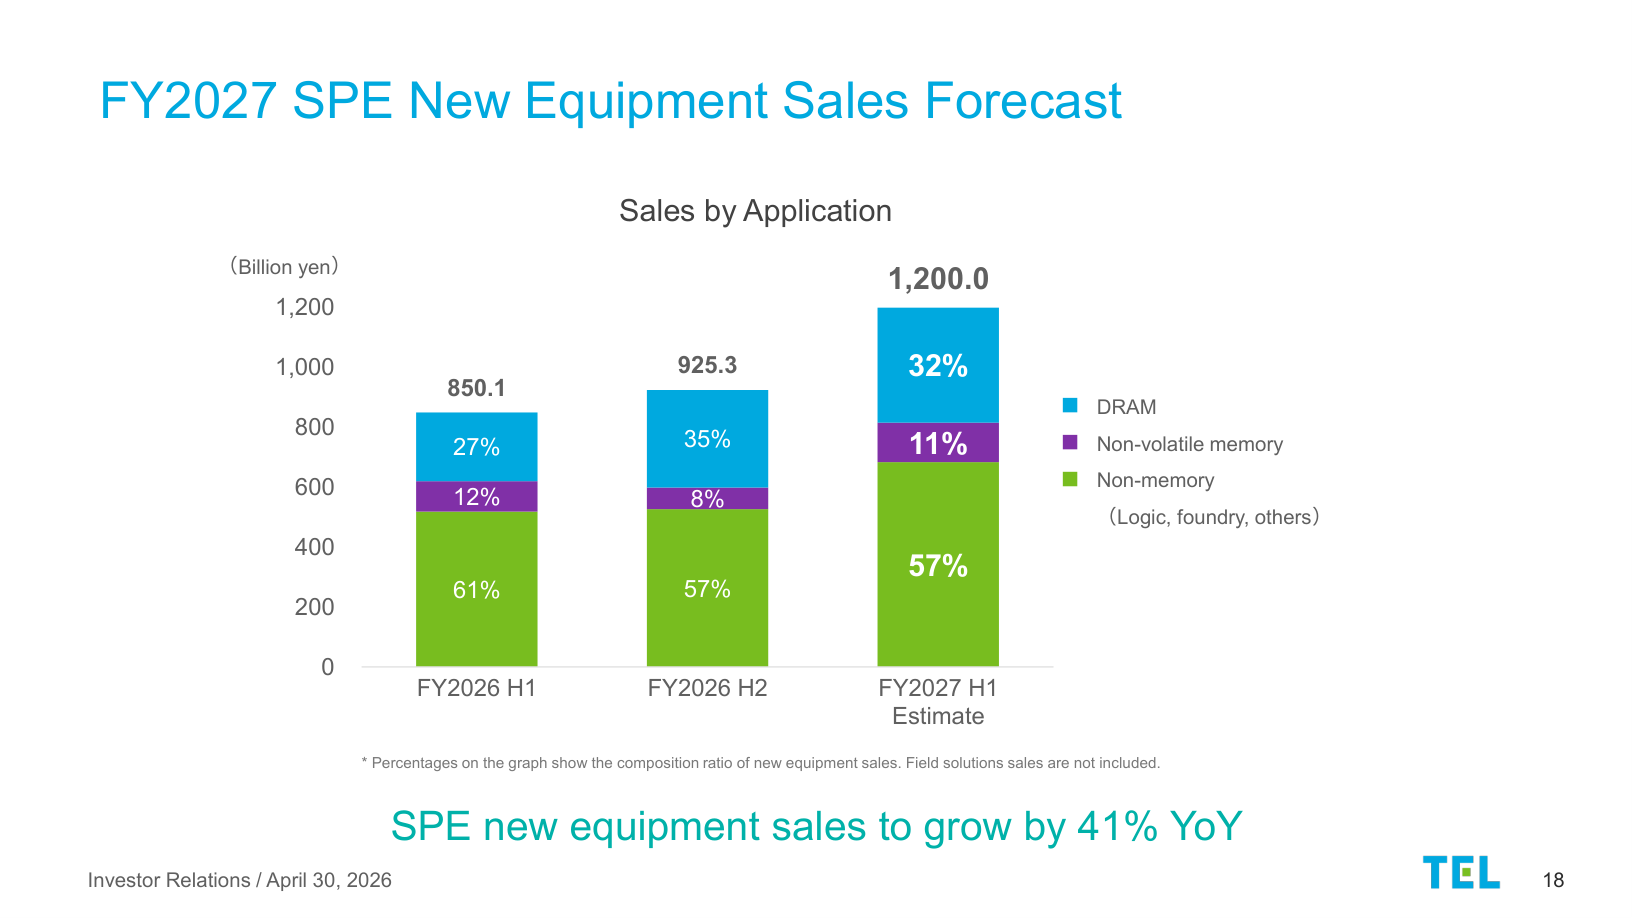 FY2027 SPE New Equipment Sales Forecast
Sales by Application
（Billion yen）
1,200
1,000
800
600
400
200
0
850.1
27%
12%
61%
925.3
35%
8%
57%
1,200.0
32%
11%
57%
FY2026 H1
FY2026 H2
FY2027 H1
Estimate
DRAM
Non-volatile memory
Non-memory
（Logic, foundry, others）
* Percentages on the graph show the composition ratio of new equipment sales. Field solutions sales are not included.
SPE new equipment sales to grow by 41% YoY
Investor Relations / April 30, 2026
TEL
18